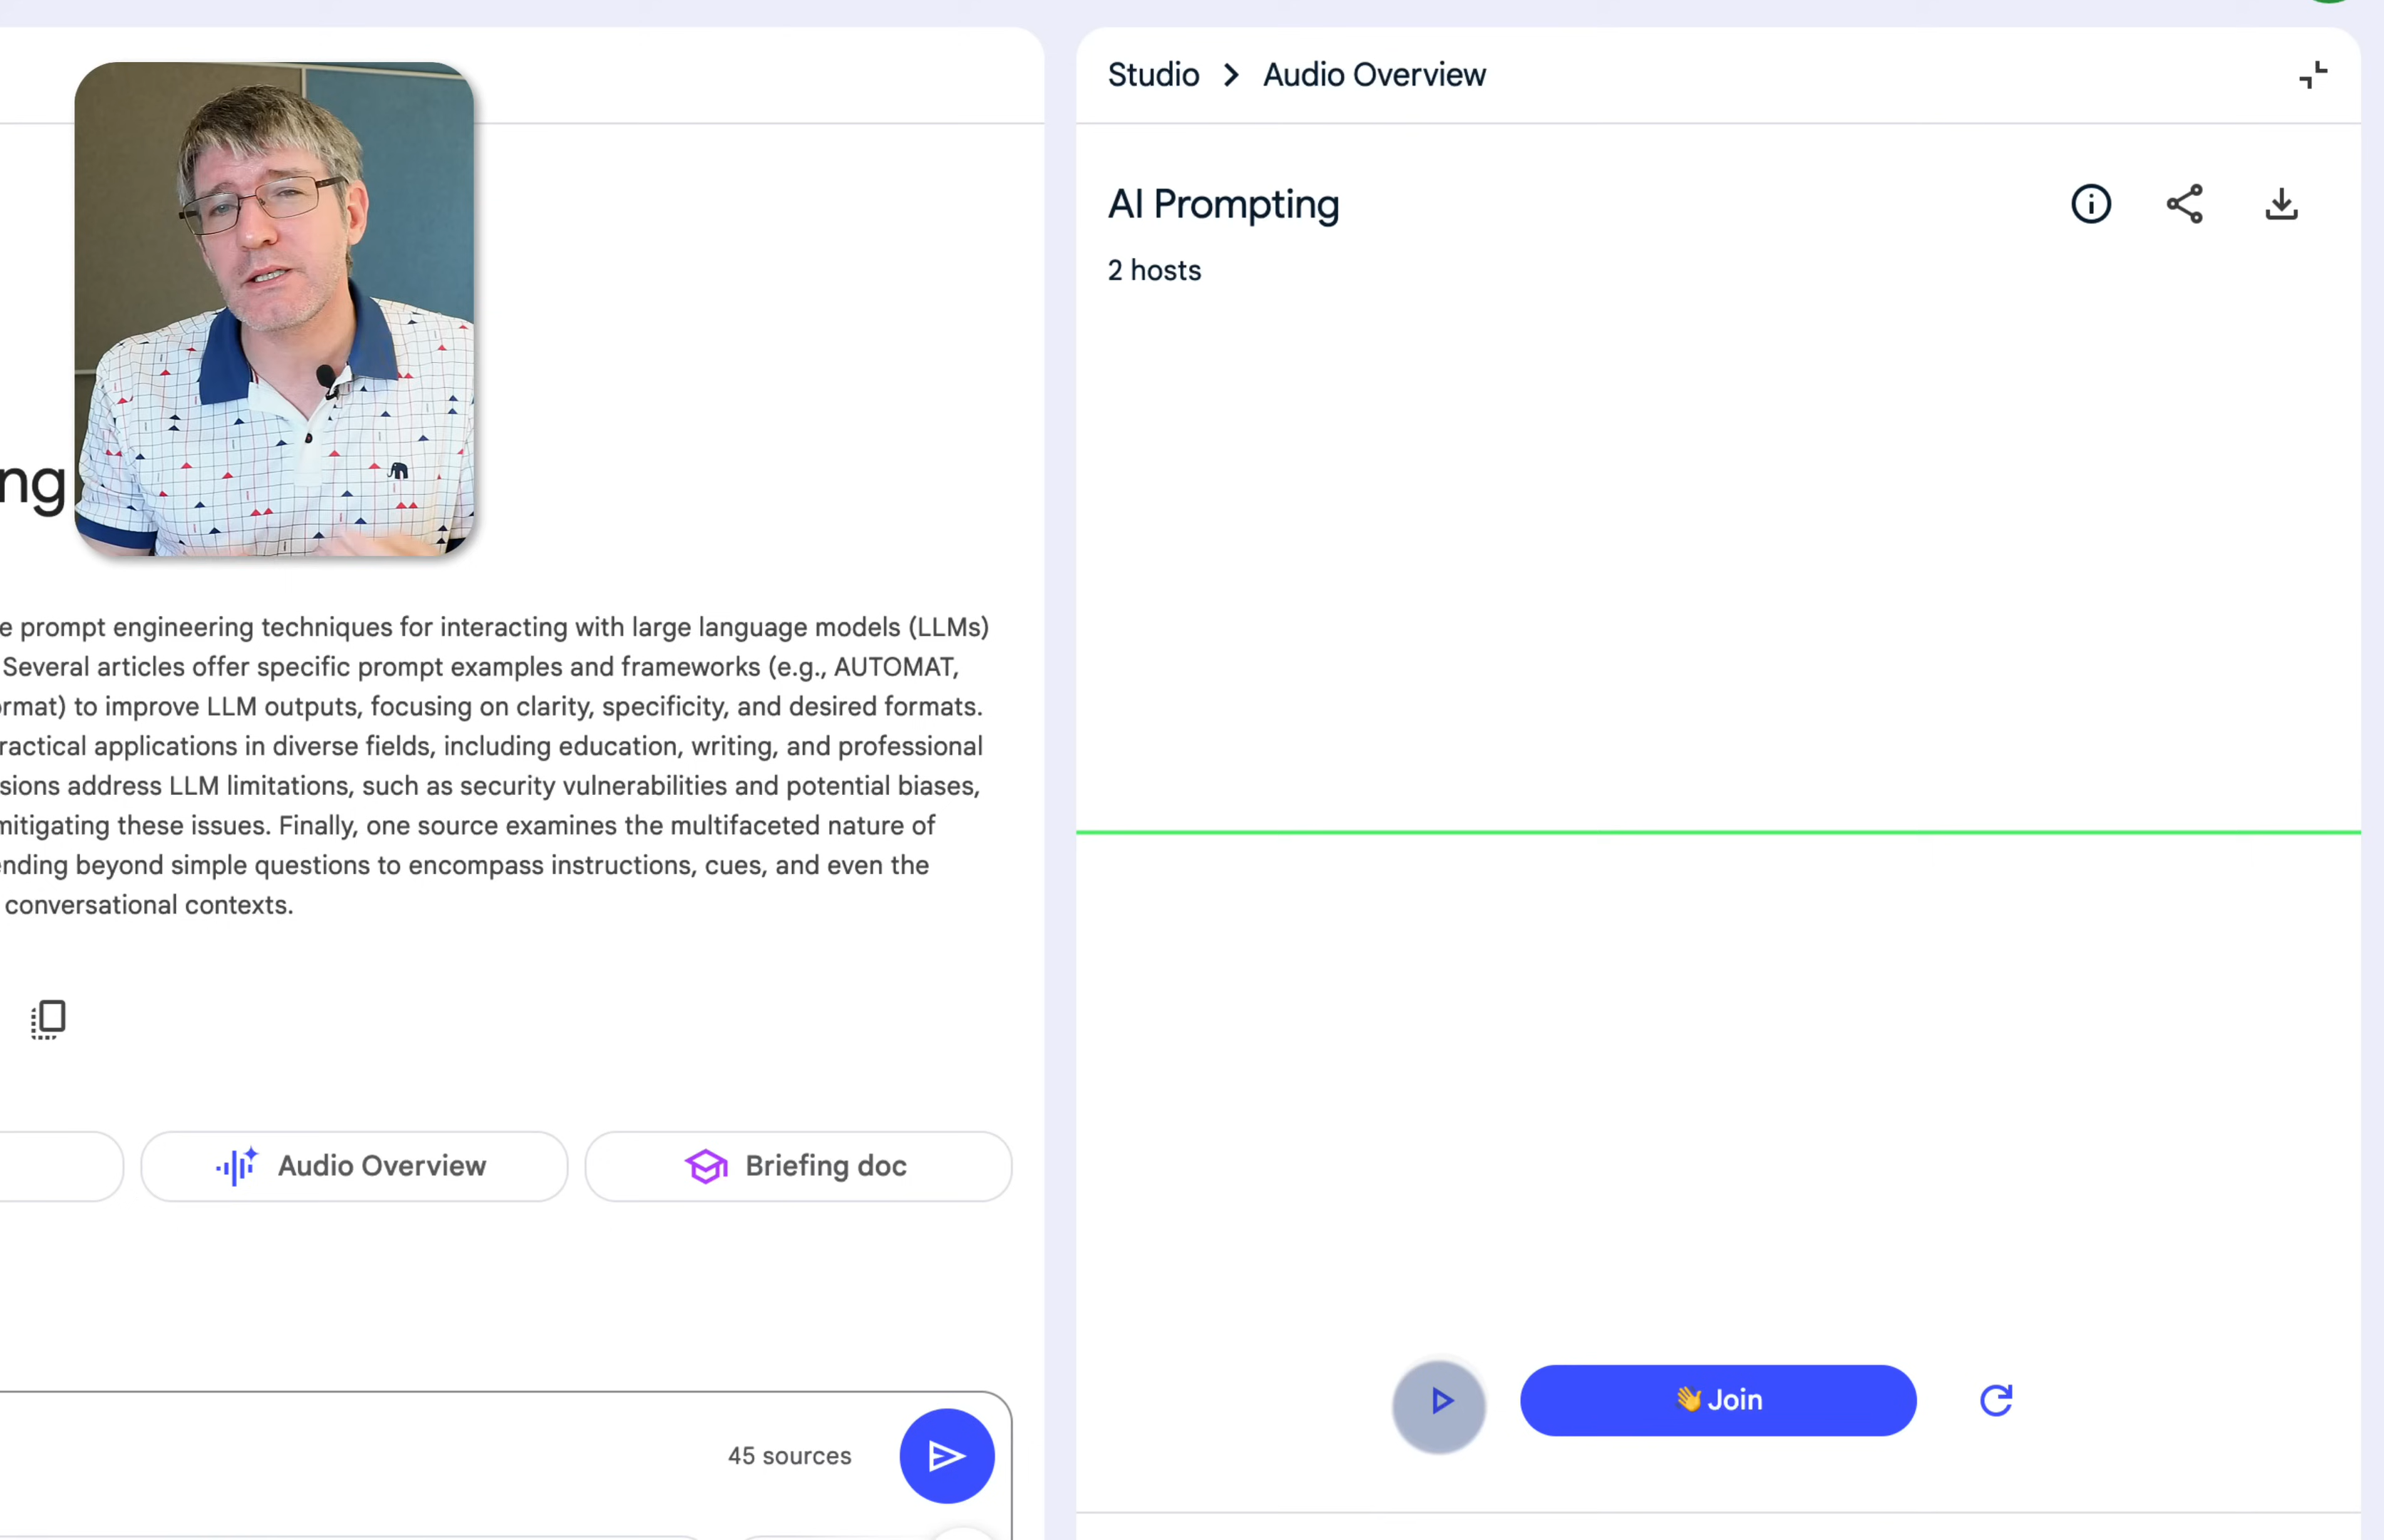 ng
e prompt engineering techniques for interacting with large language models (LLMs)
Several articles offer specific prompt examples and frameworks (e.g., AUTOMAT,
ormat) to improve LLM outputs, focusing on clarity, specificity, and desired formats.
ractical applications in diverse fields, including education, writing, and professional
sions address LLM limitations, such as security vulnerabilities and potential biases,
mitigating these issues. Finally, one source examines the multifaceted nature of
ending beyond simple questions to encompass instructions, cues, and even the
conversational contexts.
Audio Overview
Briefing doc
45 sources
Studio > Audio Overview
AI Prompting
2 hosts
👋 Join